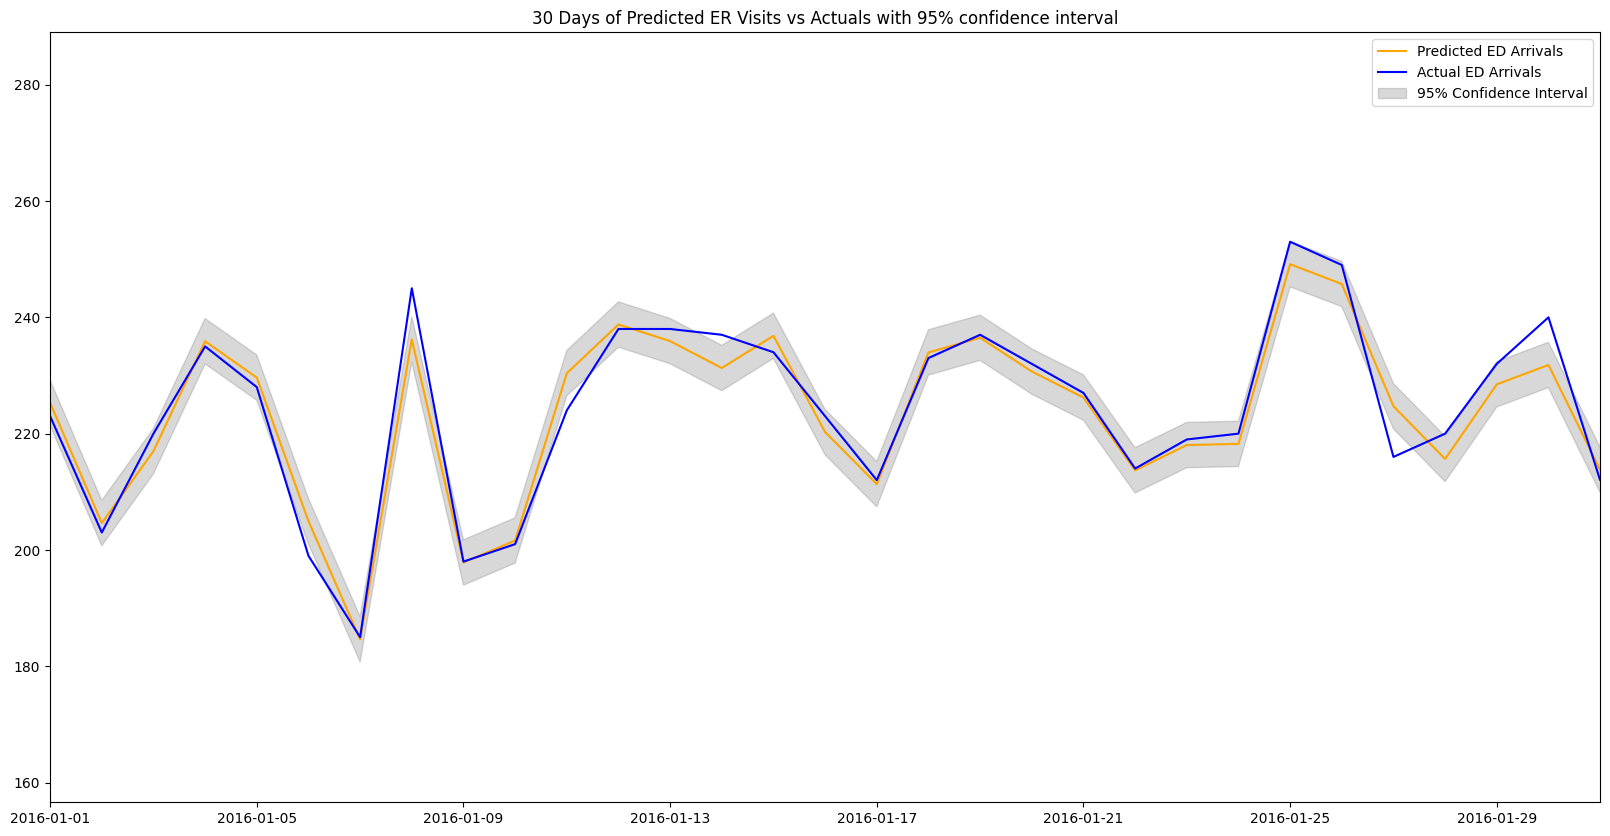 30 Days of Predicted ER Visits vs Actuals with 95% confidence interval
Predicted ED Arrivals
Actual ED Arrivals
95% Confidence Interval
280
260
240
220
200
180
160
2016-01-01 2016-01-05 2016-01-09 2016-01-13 2016-01-17 2016-01-21 2016-01-25 2016-01-29